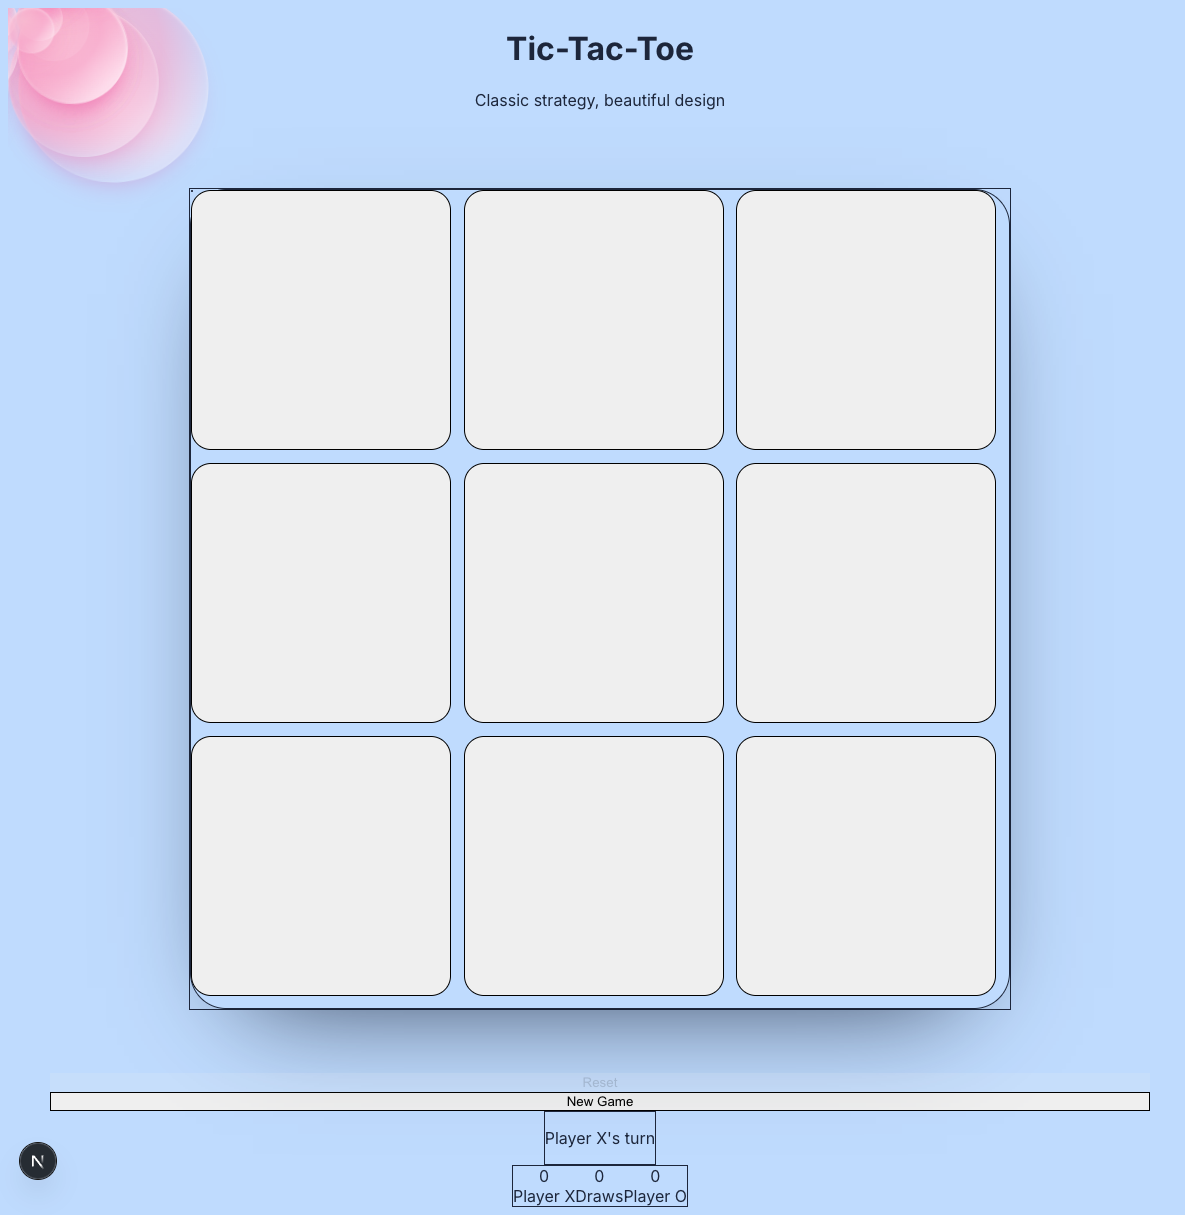 Tic-Tac-Toe
Classic strategy, beautiful design
Reset
New Game
Player X's turn
0 0 0
Player XDrawsPlayer O
N